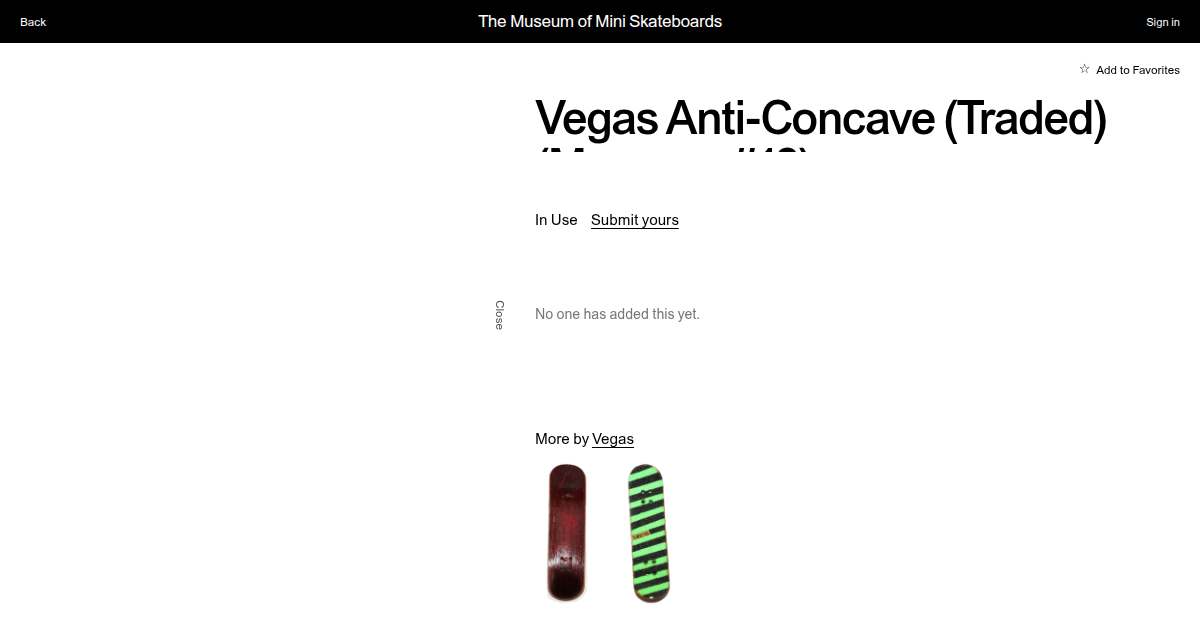 Back
The Museum of Mini Skateboards
Sign in
☆ Add to Favorites
Vegas Anti-Concave (Traded)
In Use Submit yours
Close
No one has added this yet.
More by Vegas